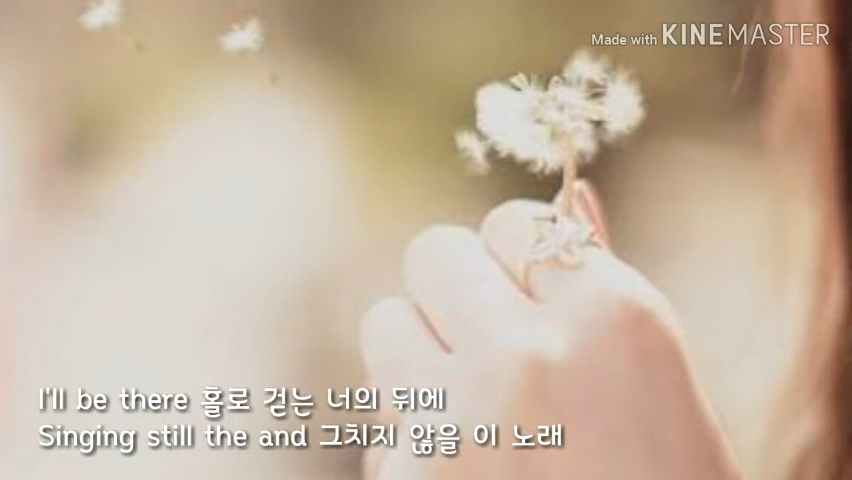 Made with KINEMASTER
I'll be there 홀로 걷는 너의 뒤에
Singing still the and 그치지 않을 이 노래